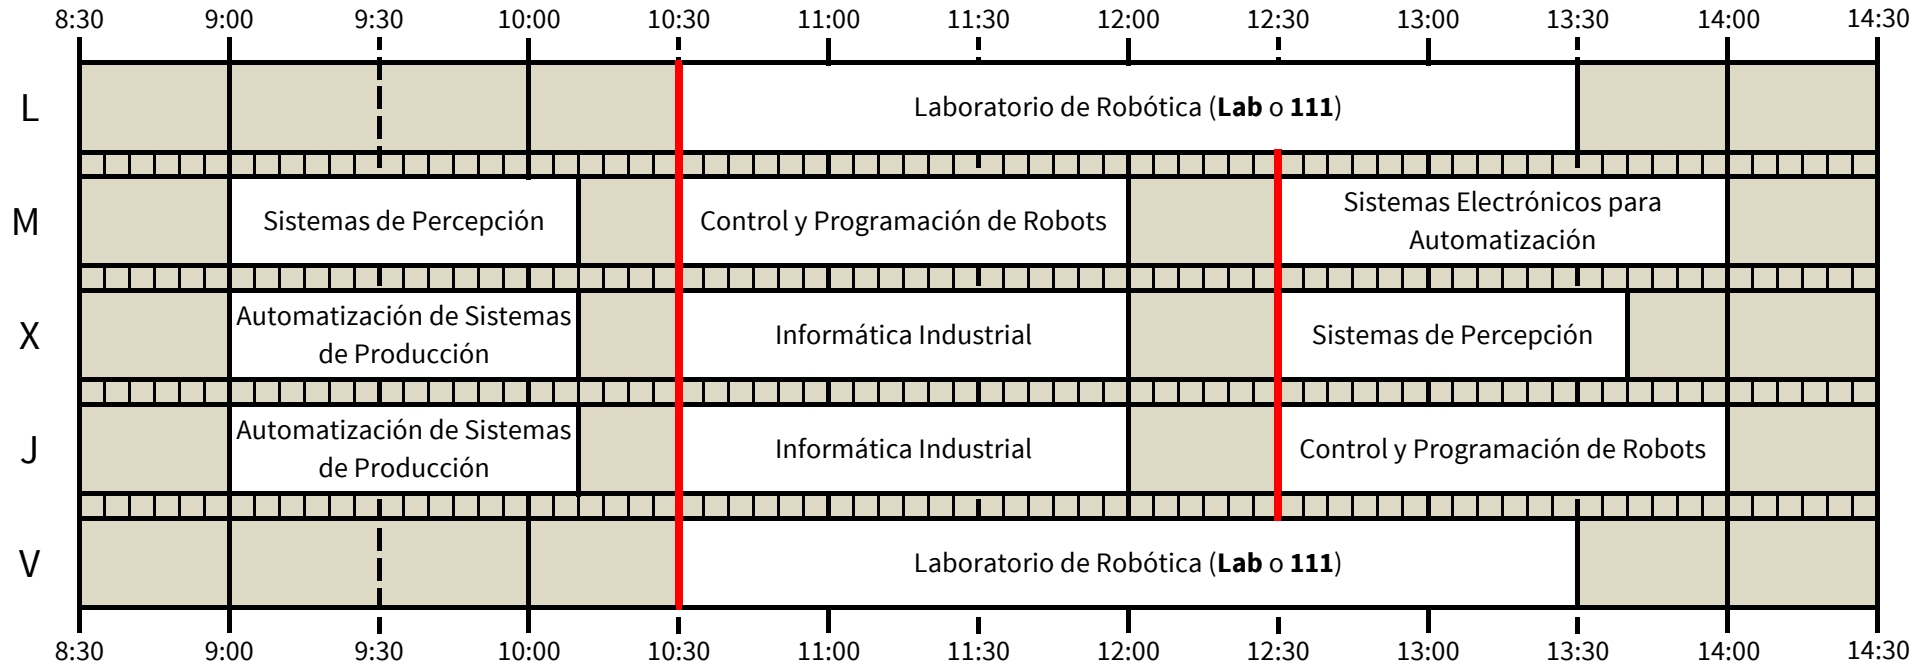 8:30 9:00 9:30 10:00 10:30 11:00 11:30 12:00 12:30 13:00 13:30 14:00 14:30
L Laboratorio de Robótica (Lab o 111)
M Sistemas de Percepción Control y Programación de Robots Sistemas Electrónicos para
Automatización
X Automatización de Sistemas
de Producción Informática Industrial Sistemas de Percepción
J Automatización de Sistemas
de Producción Informática Industrial Control y Programación de Robots
V Laboratorio de Robótica (Lab o 111)
8:30 9:00 9:30 10:00 10:30 11:00 11:30 12:00 12:30 13:00 13:30 14:00 14:30